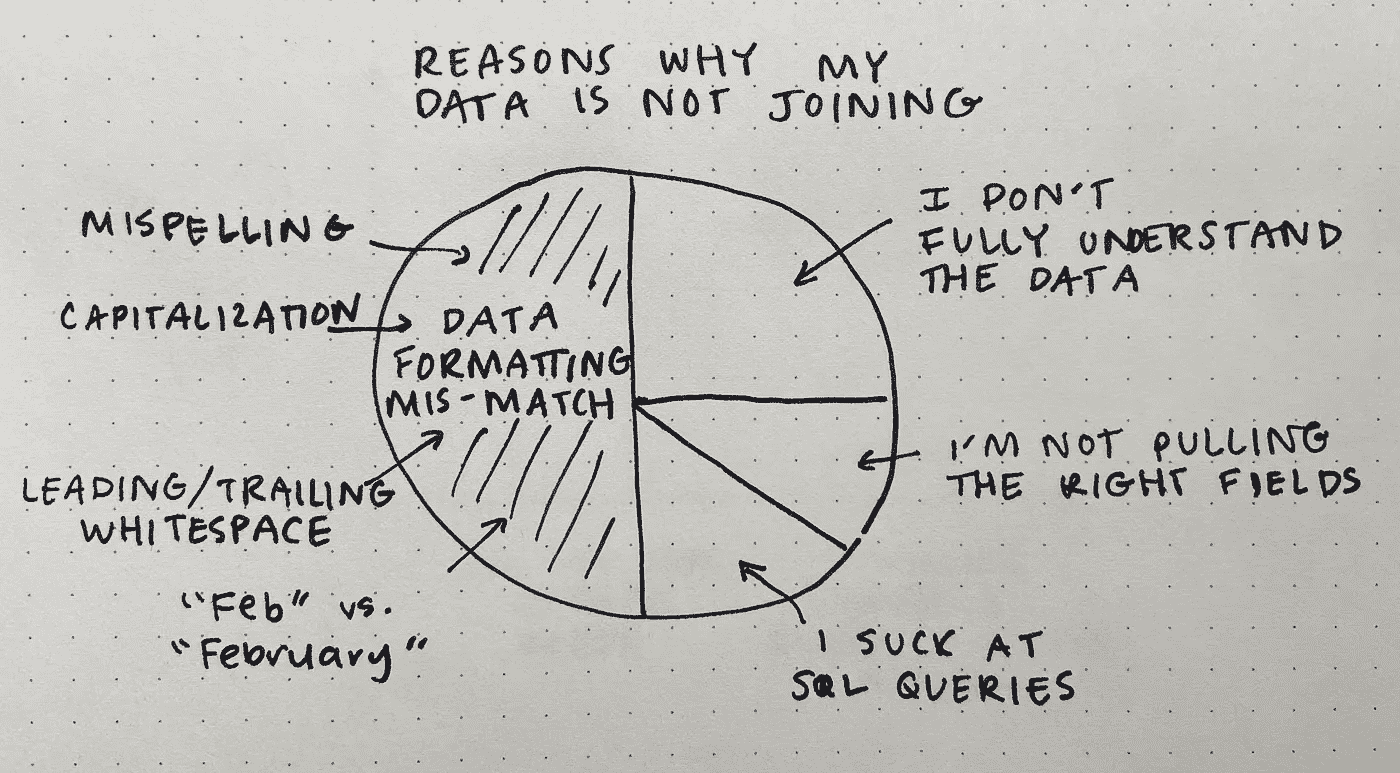 REASONS WHY MY
DATA IS NOT JOINING
MISPELLING
CAPITALIZATION
DATA
FORMATTING
MIS-MATCH
LEADING/TRAILING
WHITESPACE
"Feb" vs.
"February"
I DON'T
FULLY UNDERSTAND
THE DATA
I'M NOT PULLING
THE RIGHT FIELDS
I SUCK AT
SQL QUERIES